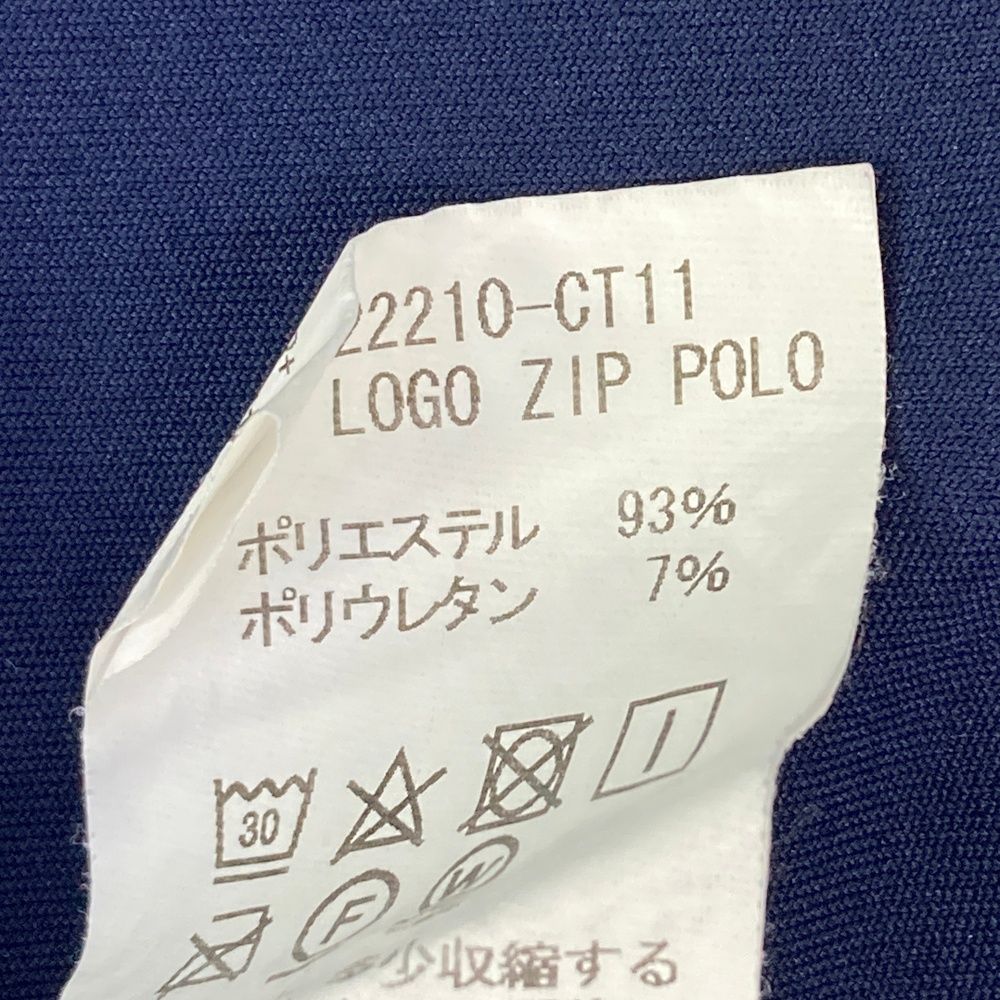 22210-CT11
LOGO ZIP POLO
ポリエステル 93%
ポリウレタン 7%
30
F W
少収縮する